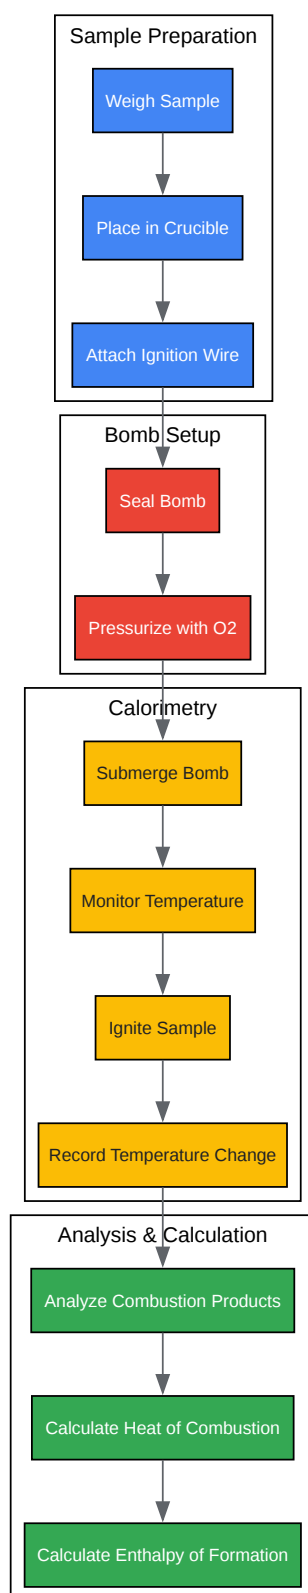 Sample Preparation
Weigh Sample
Place in Crucible
Attach Ignition Wire
Bomb Setup
Seal Bomb
Pressurize with O2
Calorimetry
Submerge Bomb
Monitor Temperature
Ignite Sample
Record Temperature Change
Analysis & Calculation
Analyze Combustion Products
Calculate Heat of Combustion
Calculate Enthalpy of Formation